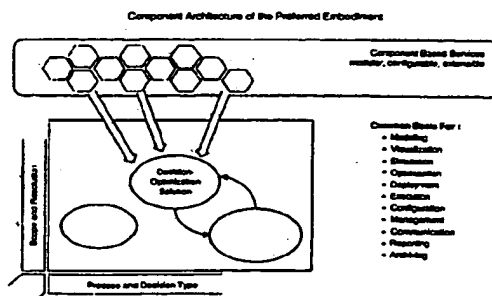 Component Architecture of the Preferred Embodiment
Component Based Services
modular, configurable, extensible
Decision
Optimization
Solution
Scope and Resolution
Process and Decision Type
Common Basis For :
• Modeling
• Visualization
• Simulation
• Optimization
• Deployment
• Execution
• Configuration
• Management
• Communication
• Reporting
• Archiving